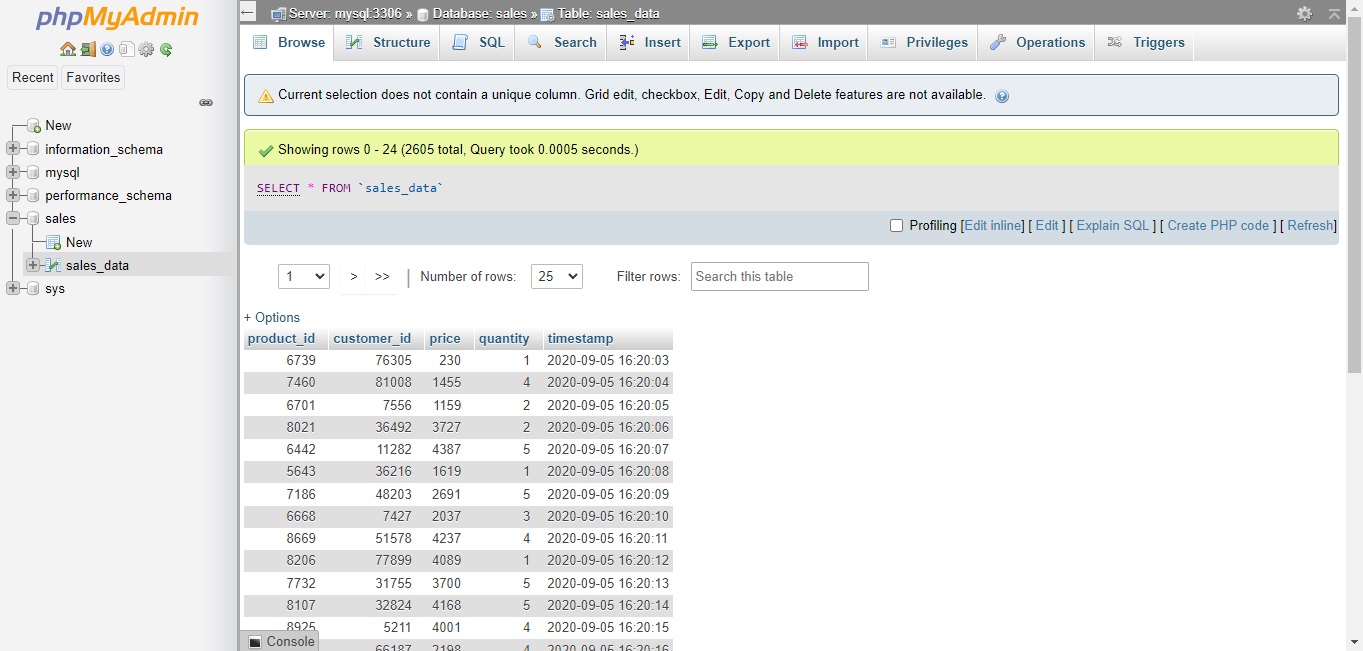 phpMyAdmin
Recent Favorites
New
information_schema
mysql
performance_schema
sales
New
sales_data
sys
Server: mysql:3306 » Database: sales » Table: sales_data
Browse Structure SQL Search Insert Export Import Privileges Operations Triggers
Current selection does not contain a unique column. Grid edit, checkbox, Edit, Copy and Delete features are not available.
Showing rows 0 - 24 (2605 total, Query took 0.0005 seconds.)
SELECT * FROM `sales_data`
Profiling [Edit inline] [ Edit ] [ Explain SQL ] [ Create PHP code ] [ Refresh]
1 > >> | Number of rows: 25 Filter rows: Search this table
+ Options
product_id customer_id price quantity timestamp
6739 76305 230 1 2020-09-05 16:20:03
7460 81008 1455 4 2020-09-05 16:20:04
6701 7556 1159 2 2020-09-05 16:20:05
8021 36492 3727 2 2020-09-05 16:20:06
6442 11282 4387 5 2020-09-05 16:20:07
5643 36216 1619 1 2020-09-05 16:20:08
7186 48203 2691 5 2020-09-05 16:20:09
6668 7427 2037 3 2020-09-05 16:20:10
8669 51578 4237 4 2020-09-05 16:20:11
8206 77899 4089 1 2020-09-05 16:20:12
7732 31755 3700 5 2020-09-05 16:20:13
8107 32824 4168 5 2020-09-05 16:20:14
8925 5211 4001 4 2020-09-05 16:20:15
66187 2198 4 2020-09-05 16:20:16
Console